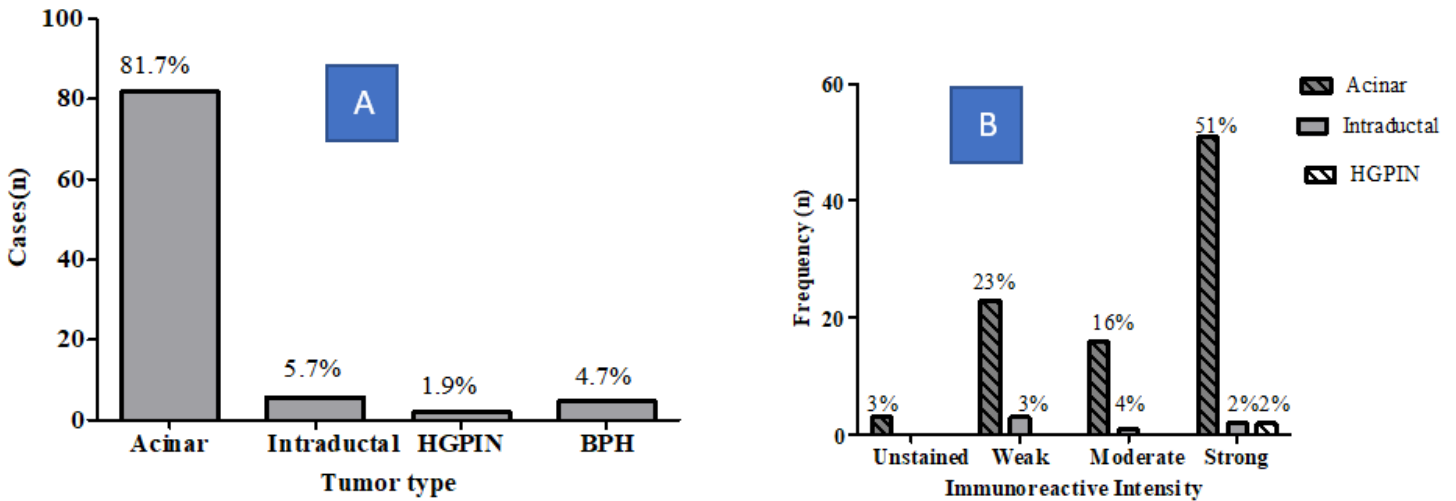 A
100
80
60
40
20
0
Cases(n)
81.7%
5.7%
1.9%
4.7%
Acinar Intraductal HGPIN BPH
Tumor type
B
60
40
20
0
Frequency (n)
3%
23%
3%
16%
4%
51%
2% 2%
Unstained Weak Moderate Strong
Immunoreactive Intensity
Acinar
Intraductal
HGPIN